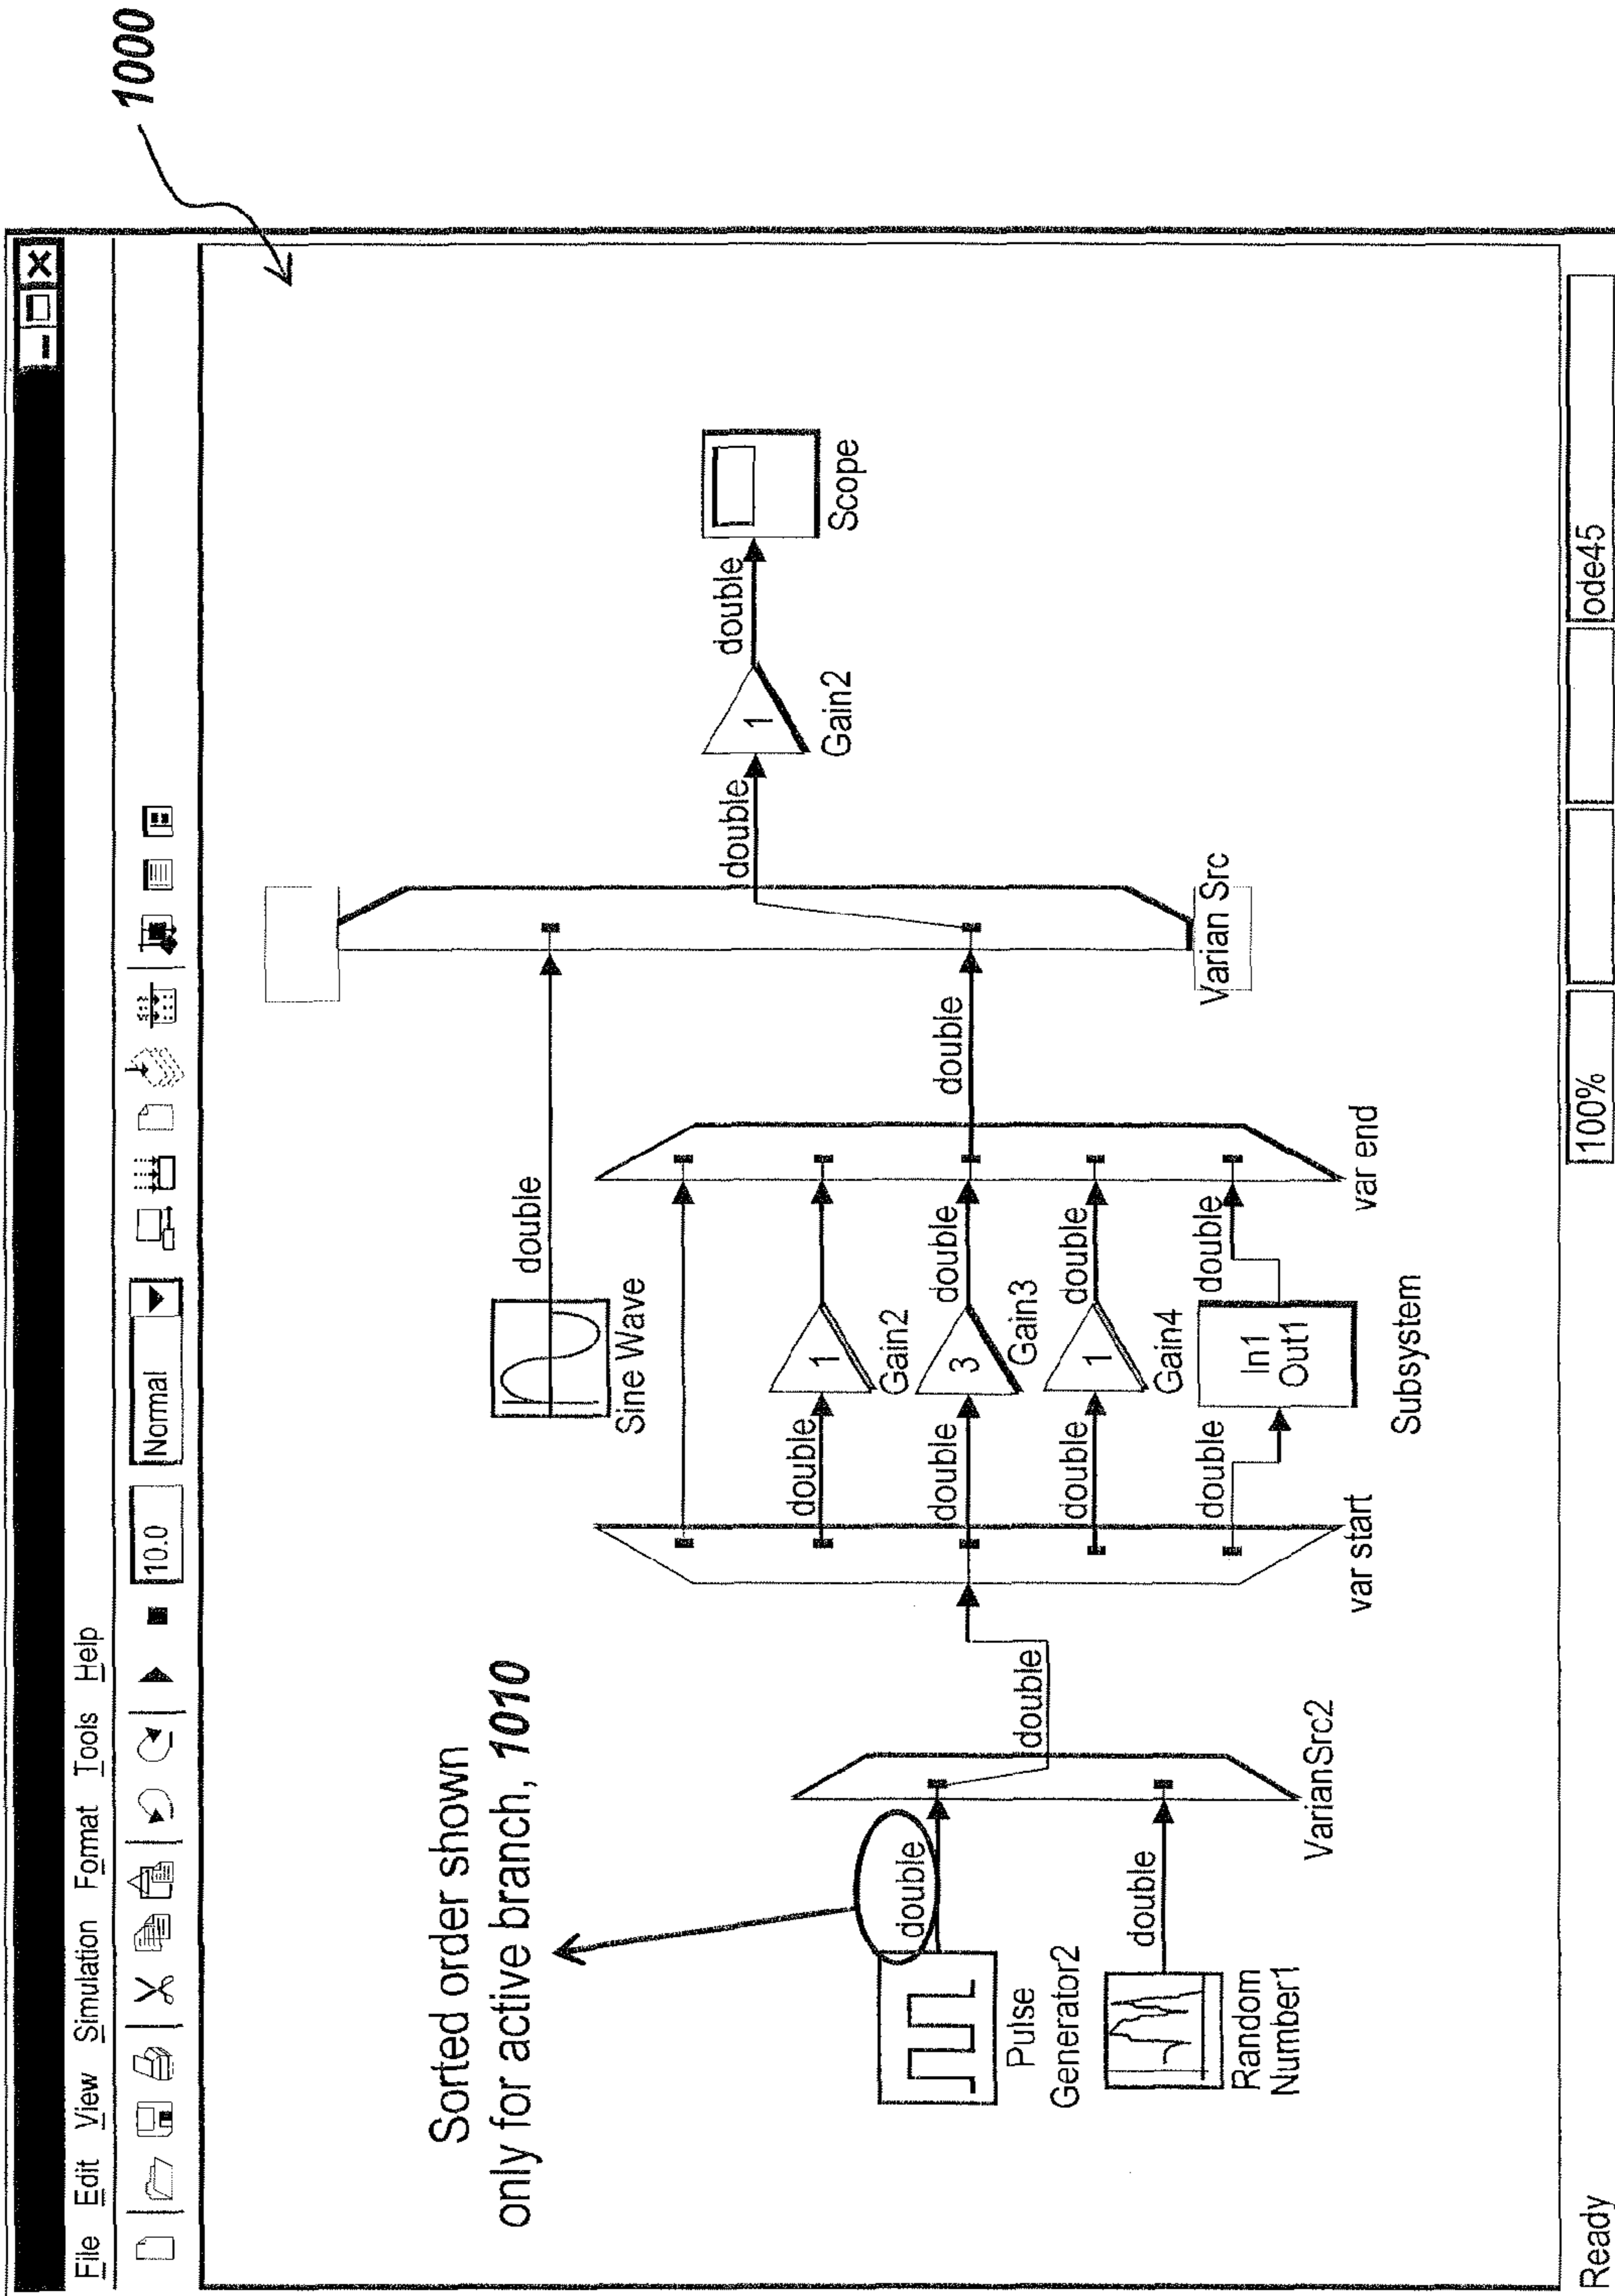 1000
File Edit View Simulation Format Tools Help
10.0 Normal
Sorted order shown
only for active branch, 1010
double
Sine Wave
double
Pulse
Generator2
double
Random
Number1
VarianSrc2
double
var start
double
1
Gain2
double
3
double
Gain3
double
1
double
Gain4
double
In1
Out1
double
Subsystem
var end
double
Varian Src
double
1
double
Gain2
Scope
Ready 100% ode45